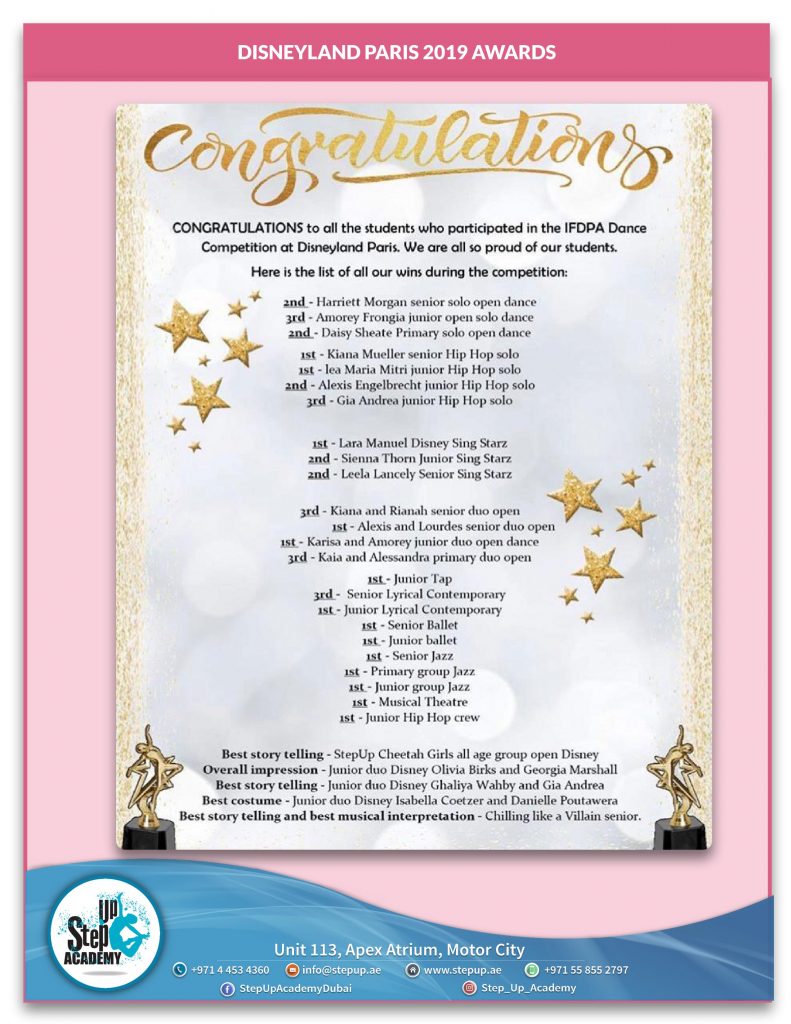 DISNEYLAND PARIS 2019 AWARDS
Congratulations
CONGRATULATIONS to all the students who participated in the IFDPA Dance
Competition at Disneyland Paris. We are all so proud of our students.
Here is the list of all our wins during the competition:
2nd - Harriett Morgan senior solo open dance
3rd - Amorey Frongia junior open solo dance
2nd - Daisy Sheate Primary solo open dance
1st - Kiana Mueller senior Hip Hop solo
1st - lea Maria Mitri junior Hip Hop solo
2nd - Alexis Engelbrecht junior Hip Hop solo
3rd - Gia Andrea junior Hip Hop solo
1st - Lara Manuel Disney Sing Starz
2nd - Sienna Thorn Junior Sing Starz
2nd - Leela Lancely Senior Sing Starz
3rd - Kiana and Rianah senior duo open
1st - Alexis and Lourdes senior duo open
1st - Karisa and Amorey junior duo open dance
3rd - Kaia and Alessandra primary duo open
1st - Junior Tap
3rd - Senior Lyrical Contemporary
1st - Junior Lyrical Contemporary
1st - Senior Ballet
1st - Junior ballet
1st - Senior Jazz
1st - Primary group Jazz
1st - Junior group Jazz
1st - Musical Theatre
1st - Junior Hip Hop crew
Best story telling - StepUp Cheetah Girls all age group open Disney
Overall impression - Junior duo Disney Olivia Birks and Georgia Marshall
Best story telling - Junior duo Disney Ghaliya Wahby and Gia Andrea
Best costume - Junior duo Disney Isabella Coetzer and Danielle Poutawera
Best story telling and best musical interpretation - Chilling like a Villain senior.
Step Up
ACADEMY
Unit 113, Apex Atrium, Motor City
+971 4 453 4360 info@stepup.ae www.stepup.ae +971 55 855 2797
StepUpAcademyDubai Step_Up_Academy